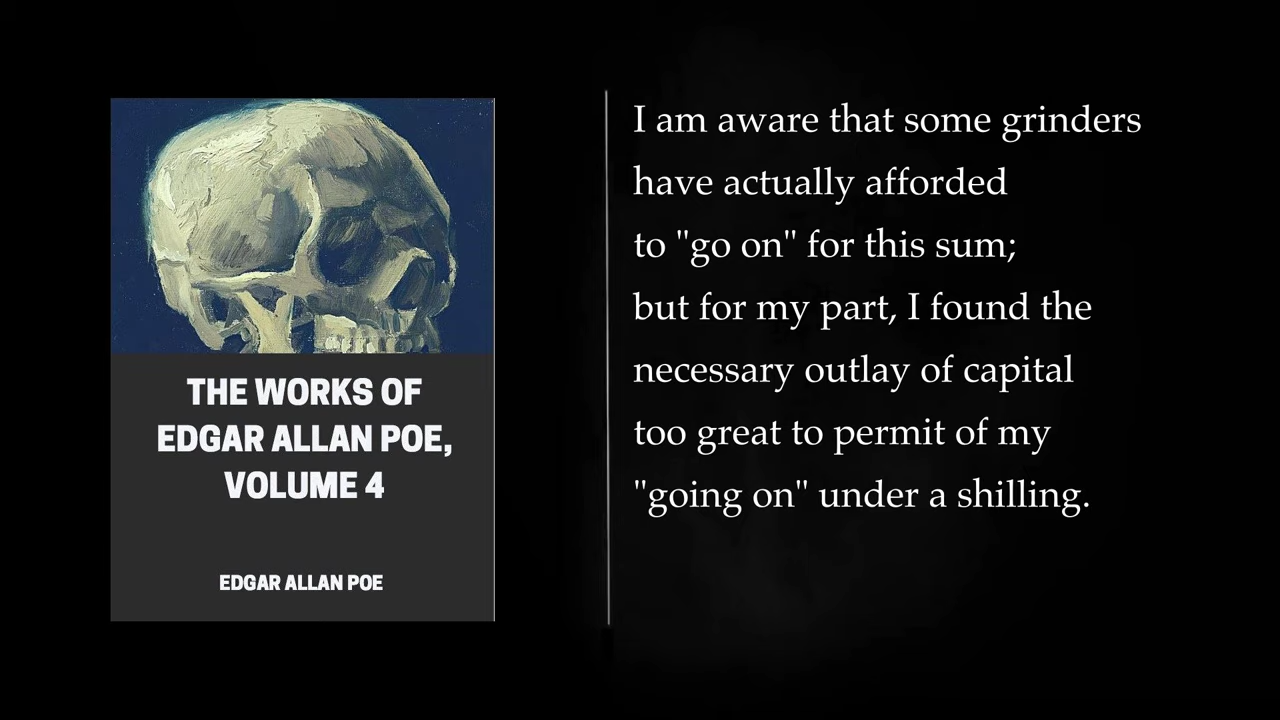 THE WORKS OF
EDGAR ALLAN POE,
VOLUME 4
EDGAR ALLAN POE
I am aware that some grinders
have actually afforded
to "go on" for this sum;
but for my part, I found the
necessary outlay of capital
too great to permit of my
"going on" under a shilling.